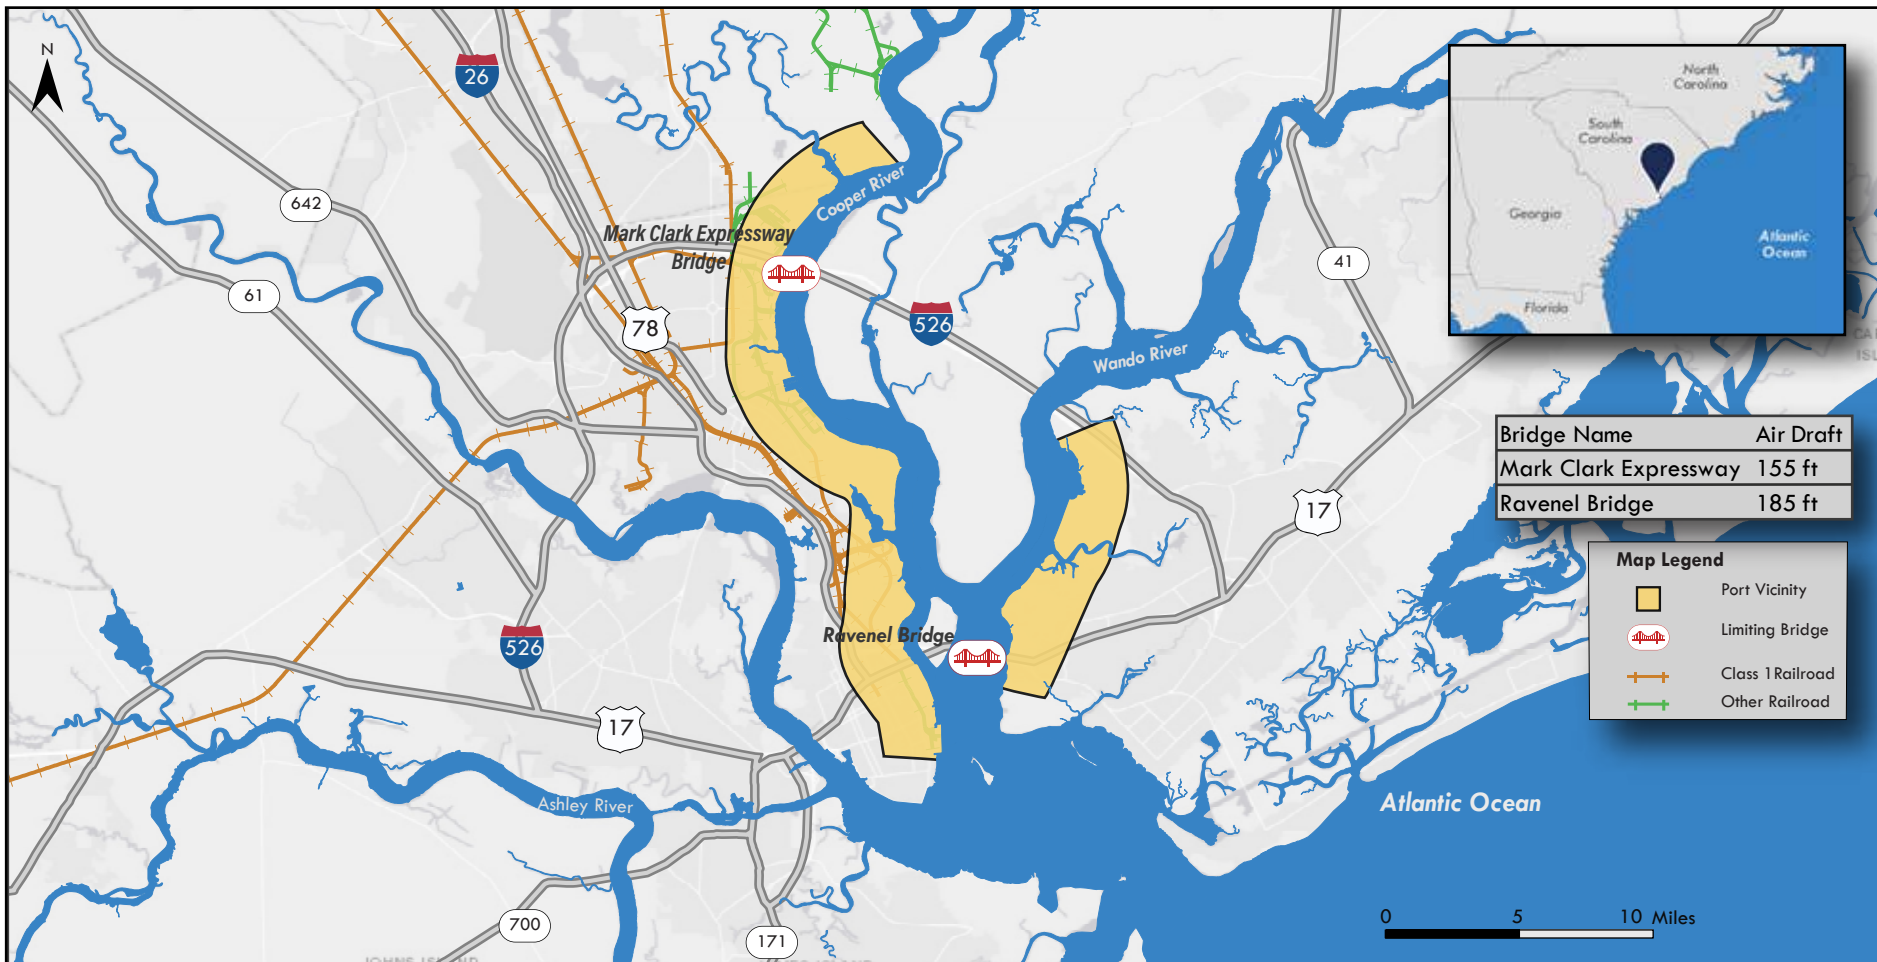 N
26
North
Carolina
South
Carolina
Georgia
Atlantic
Ocean
Florida
642
Cooper River
Mark Clark Expressway
Bridge
41
61
526
78
Wando River
Bridge Name Air Draft
Mark Clark Expressway 155 ft
Ravenel Bridge 185 ft
17
Map Legend
Port Vicinity
Limiting Bridge
Class 1Railroad
Other Railroad
Ravenel Bridge
526
17
Ashley River
Atlantic Ocean
700
171
0 5 10 Miles